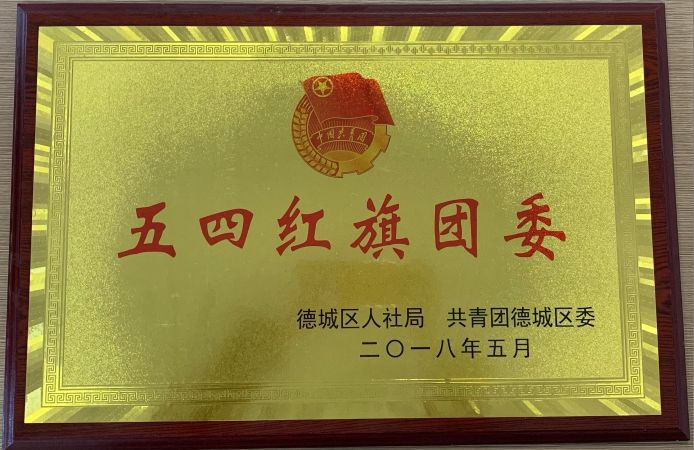 中国共青团
五四红旗团委
德城区人社局 共青团德城区委
二〇一八年五月